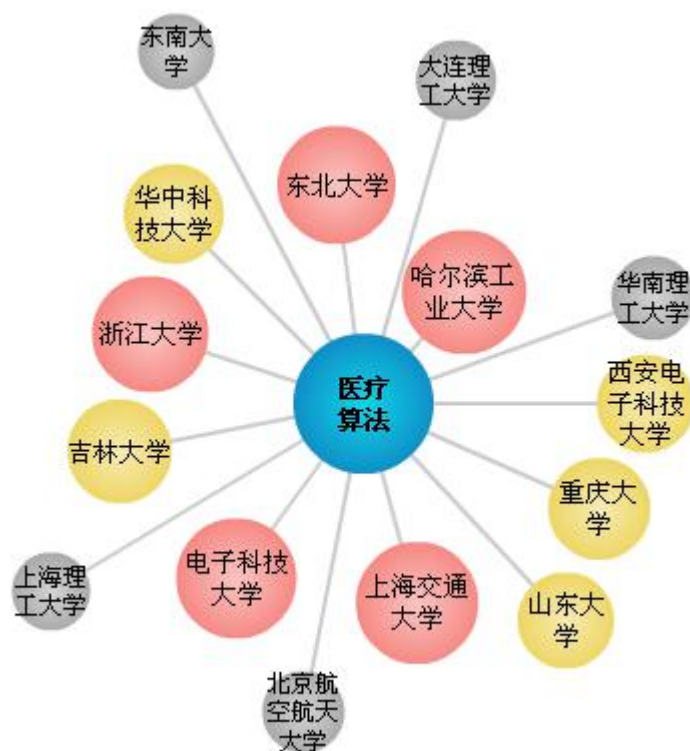 东南大
学
大连理
工大学
东北大学
华中科
技大学
哈尔滨工
业大学
华南理
工大学
浙江大学
医疗
算法
西安电
子科技
大学
吉林大学
重庆大
学
电子科技
大学
上海交通
大学
上海理
工大学
山东大
学
北京航
空航天
大学